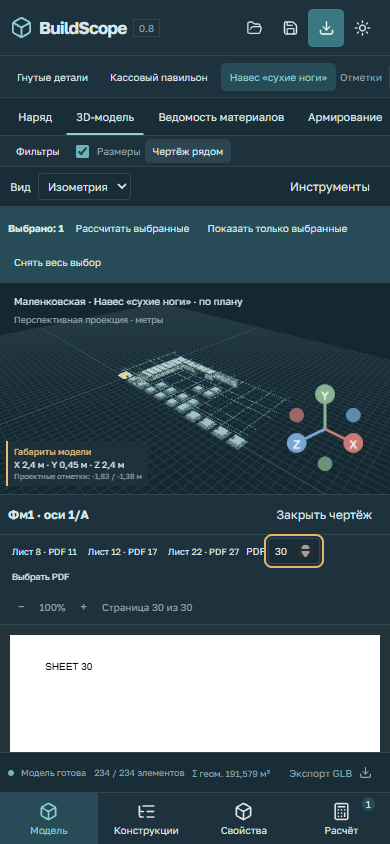 BuildScope 0.8
Гнутые детали Кассовый павильон Навес «сухие ноги» Отметки
Наряд 3D-модель Ведомость материалов Армирование
Фильтры Размеры Чертёж рядом
Вид Изометрия Инструменты
Выбрано: 1 Рассчитать выбранные Показать только выбранные
Снять весь выбор
Маленковская · Навес «сухие ноги» · по плану
Перспективная проекция · метры
Y
Z X
Габариты модели
X 2,4 м · Y 0,45 м · Z 2,4 м
Проектные отметки: -1,83 / -1,38 м
Фм1 · оси 1/А Закрыть чертёж
Лист 8 · PDF 11 Лист 12 · PDF 17 Лист 22 · PDF 27 PDF 30
Выбрать PDF
− 100% + Страница 30 из 30
SHEET 30
Модель готова 234 / 234 элементов Σ геом. 191,579 м³ Экспорт GLB
1
Модель Конструкции Свойства Расчёт